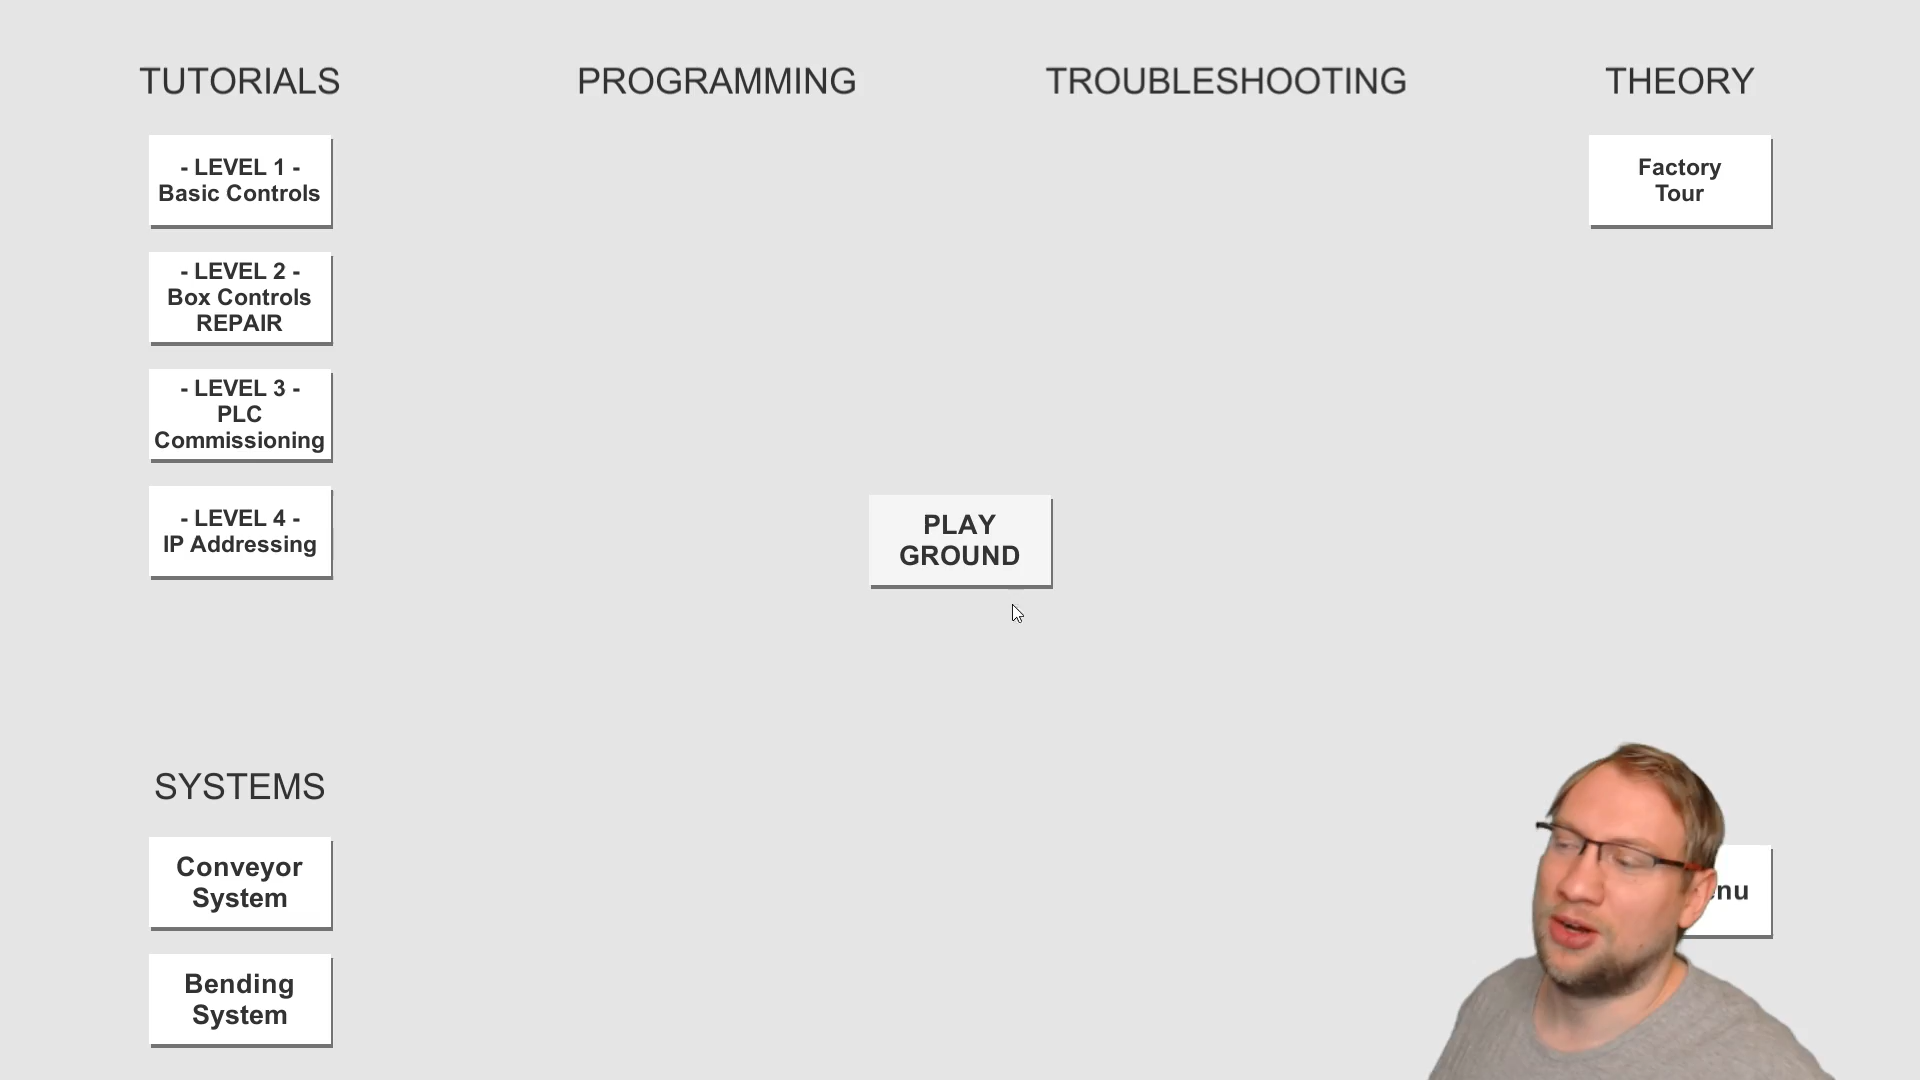 TUTORIALS
PROGRAMMING
TROUBLESHOOTING
THEORY
- LEVEL 1 -
Basic Controls
Factory
Tour
- LEVEL 2 -
Box Controls
REPAIR
- LEVEL 3 -
PLC
Commissioning
- LEVEL 4 -
IP Addressing
PLAY
GROUND
SYSTEMS
Conveyor
System
Bending
System